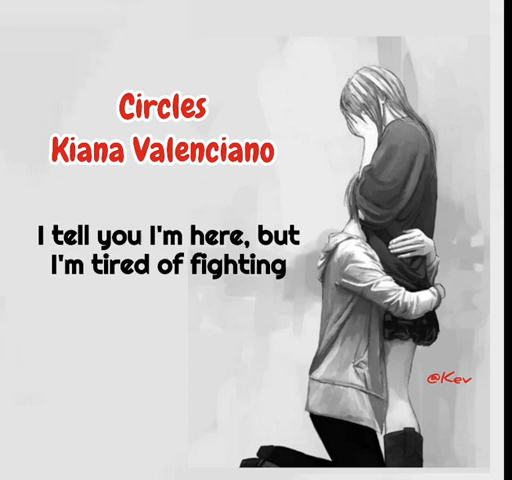 Circles
Kiana Valenciano
I tell you I'm here, but
I'm tired of fighting
@Kev